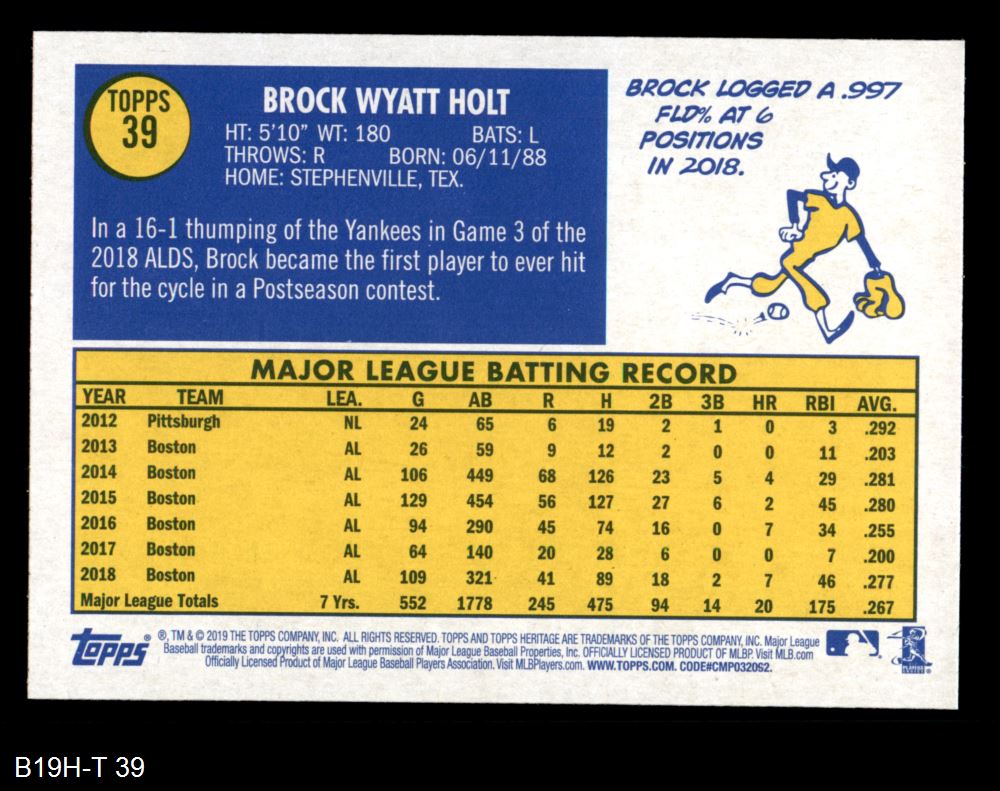 TOPPS
39
BROCK WYATT HOLT
HT: 5'10" WT: 180 BATS: L
THROWS: R BORN: 06/11/88
HOME: STEPHENVILLE, TEX.
In a 16-1 thumping of the Yankees in Game 3 of the
2018 ALDS, Brock became the first player to ever hit
for the cycle in a Postseason contest.
BROCK LOGGED A .997
FLD% AT 6
POSITIONS
IN 2018.
MAJOR LEAGUE BATTING RECORD
YEAR TEAM LEA. G AB R H 2B 3B HR RBI AVG.
2012 Pittsburgh NL 24 65 6 19 2 1 0 3 .292
2013 Boston AL 26 59 9 12 2 0 0 11 .203
2014 Boston AL 106 449 68 126 23 5 4 29 .281
2015 Boston AL 129 454 56 127 27 6 2 45 .280
2016 Boston AL 94 290 45 74 16 0 7 34 .255
2017 Boston AL 64 140 20 28 6 0 0 7 .200
2018 Boston AL 109 321 41 89 18 2 7 46 .277
Major League Totals 7 Yrs. 552 1778 245 475 94 14 20 175 .267
Topps ® ®, TM & © 2019 THE TOPPS COMPANY, INC. ALL RIGHTS RESERVED. TOPPS AND TOPPS HERITAGE ARE TRADEMARKS OF THE TOPPS COMPANY, INC. Major League
Baseball trademarks and copyrights are used with permission of Major League Baseball Properties, Inc. OFFICIALLY LICENSED PRODUCT OF MLBP. Visit MLB.com
Officially Licensed Product of Major League Baseball Players Association. Visit MLBPlayers.com. WWW.TOPPS.COM. CODE#CMP032062.
B19H-T 39